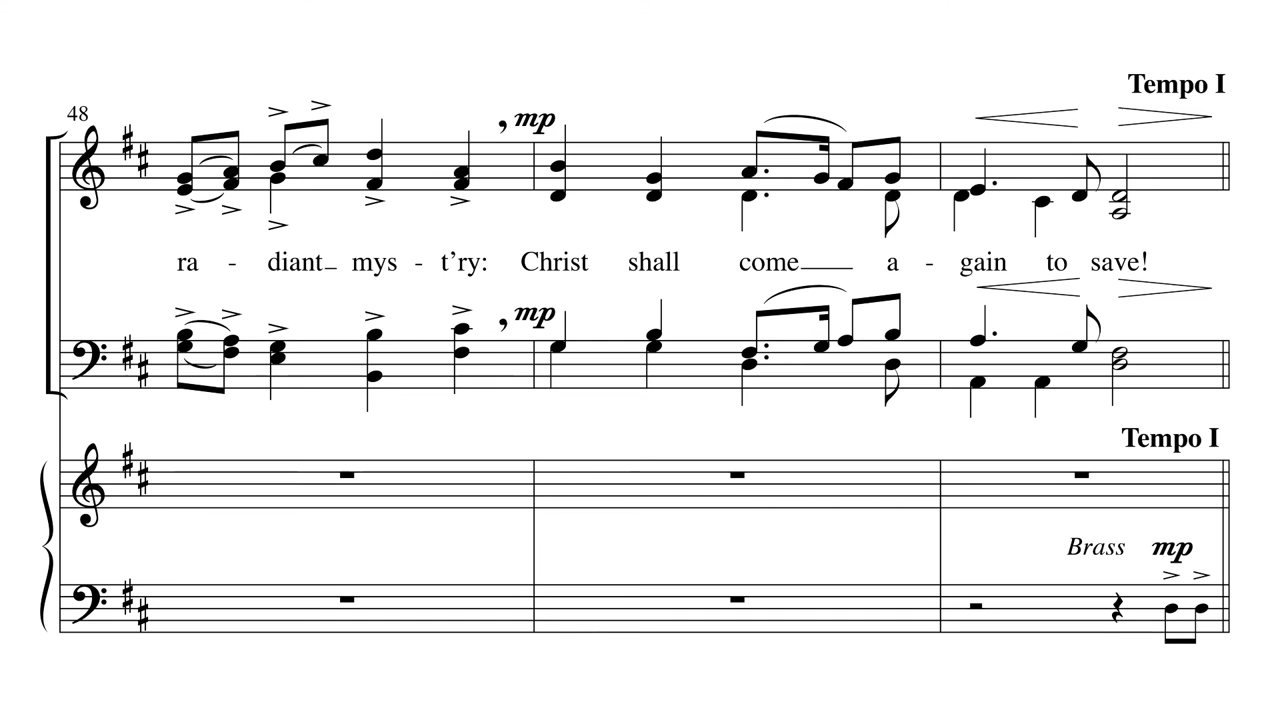 Tempo I
48
mp
ra - diant mys - t’ry: Christ shall come a - gain to save!
mp
Tempo I
Brass mp